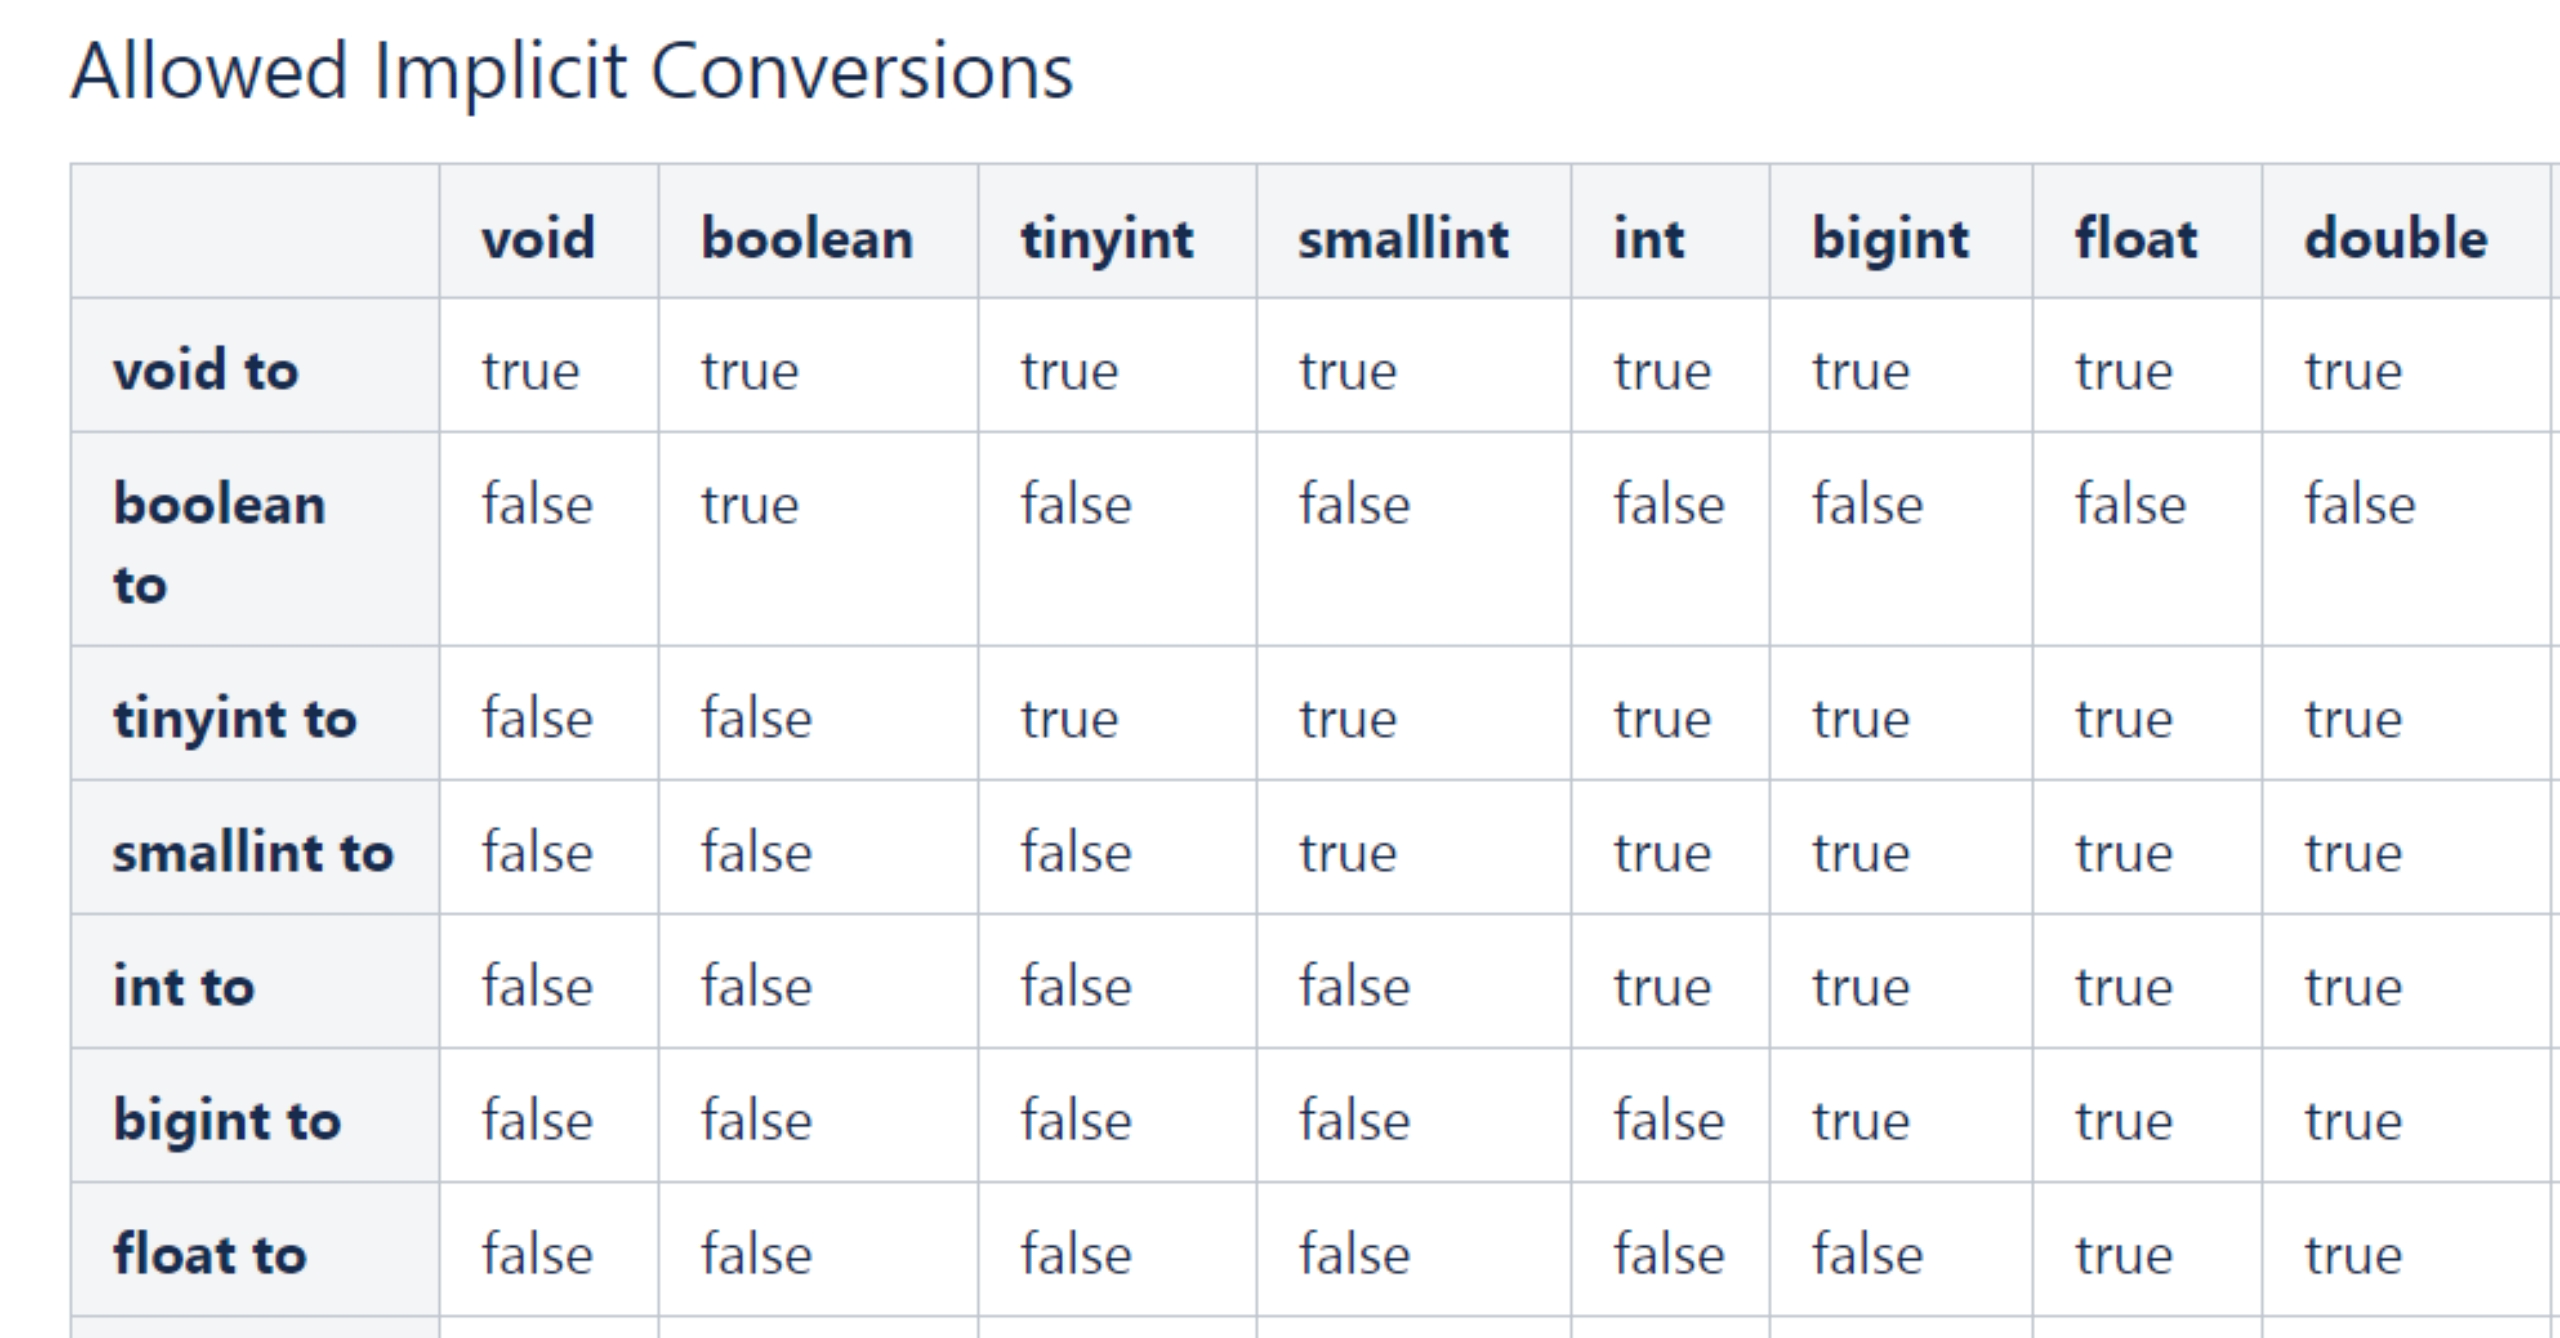 Allowed Implicit Conversions
void boolean tinyint smallint int bigint float double
void to true true true true true true true true
boolean to false true false false false false false false
tinyint to false false true true true true true true
smallint to false false false true true true true true
int to false false false false true true true true
bigint to false false false false false true true true
float to false false false false false false true true